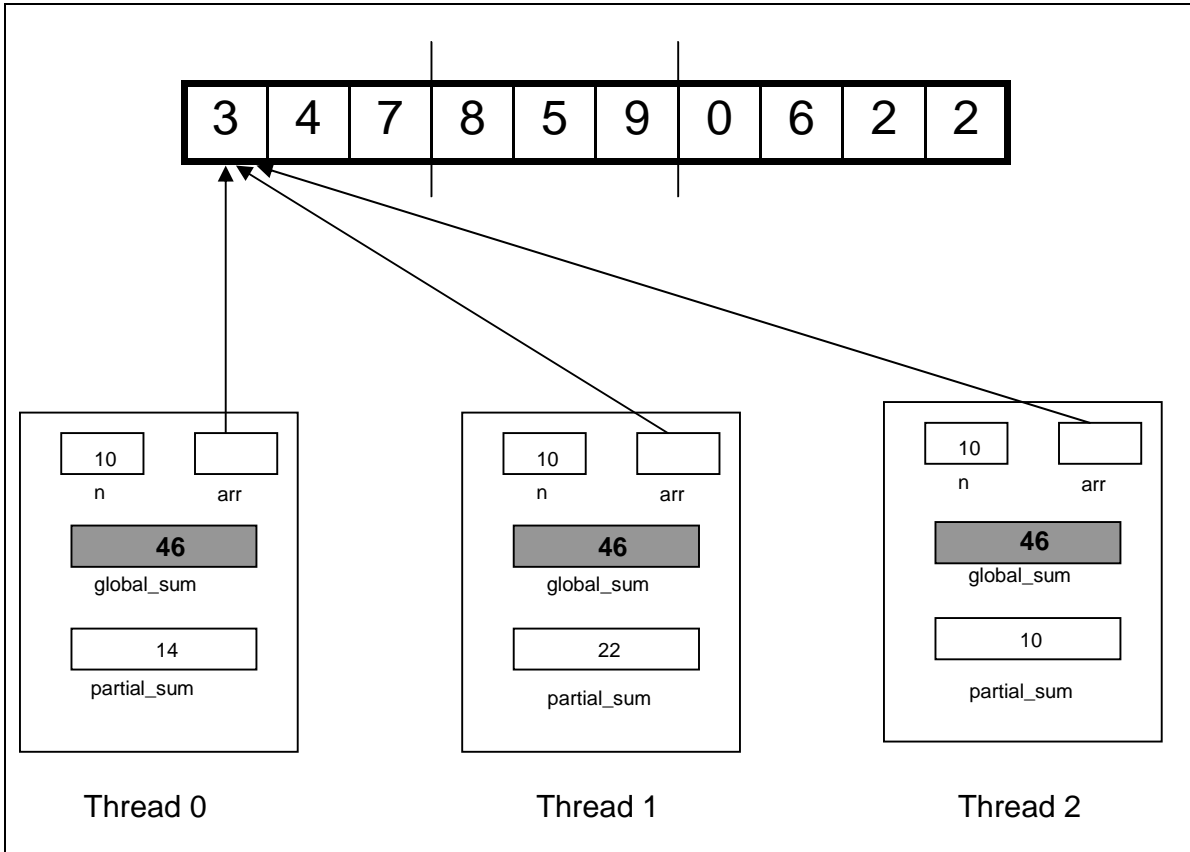 3 4 7 8 5 9 0 6 2 2
10
n
arr
46
global_sum
14
partial_sum
Thread 0
10
n
arr
46
global_sum
22
partial_sum
Thread 1
10
n
arr
46
global_sum
10
partial_sum
Thread 2